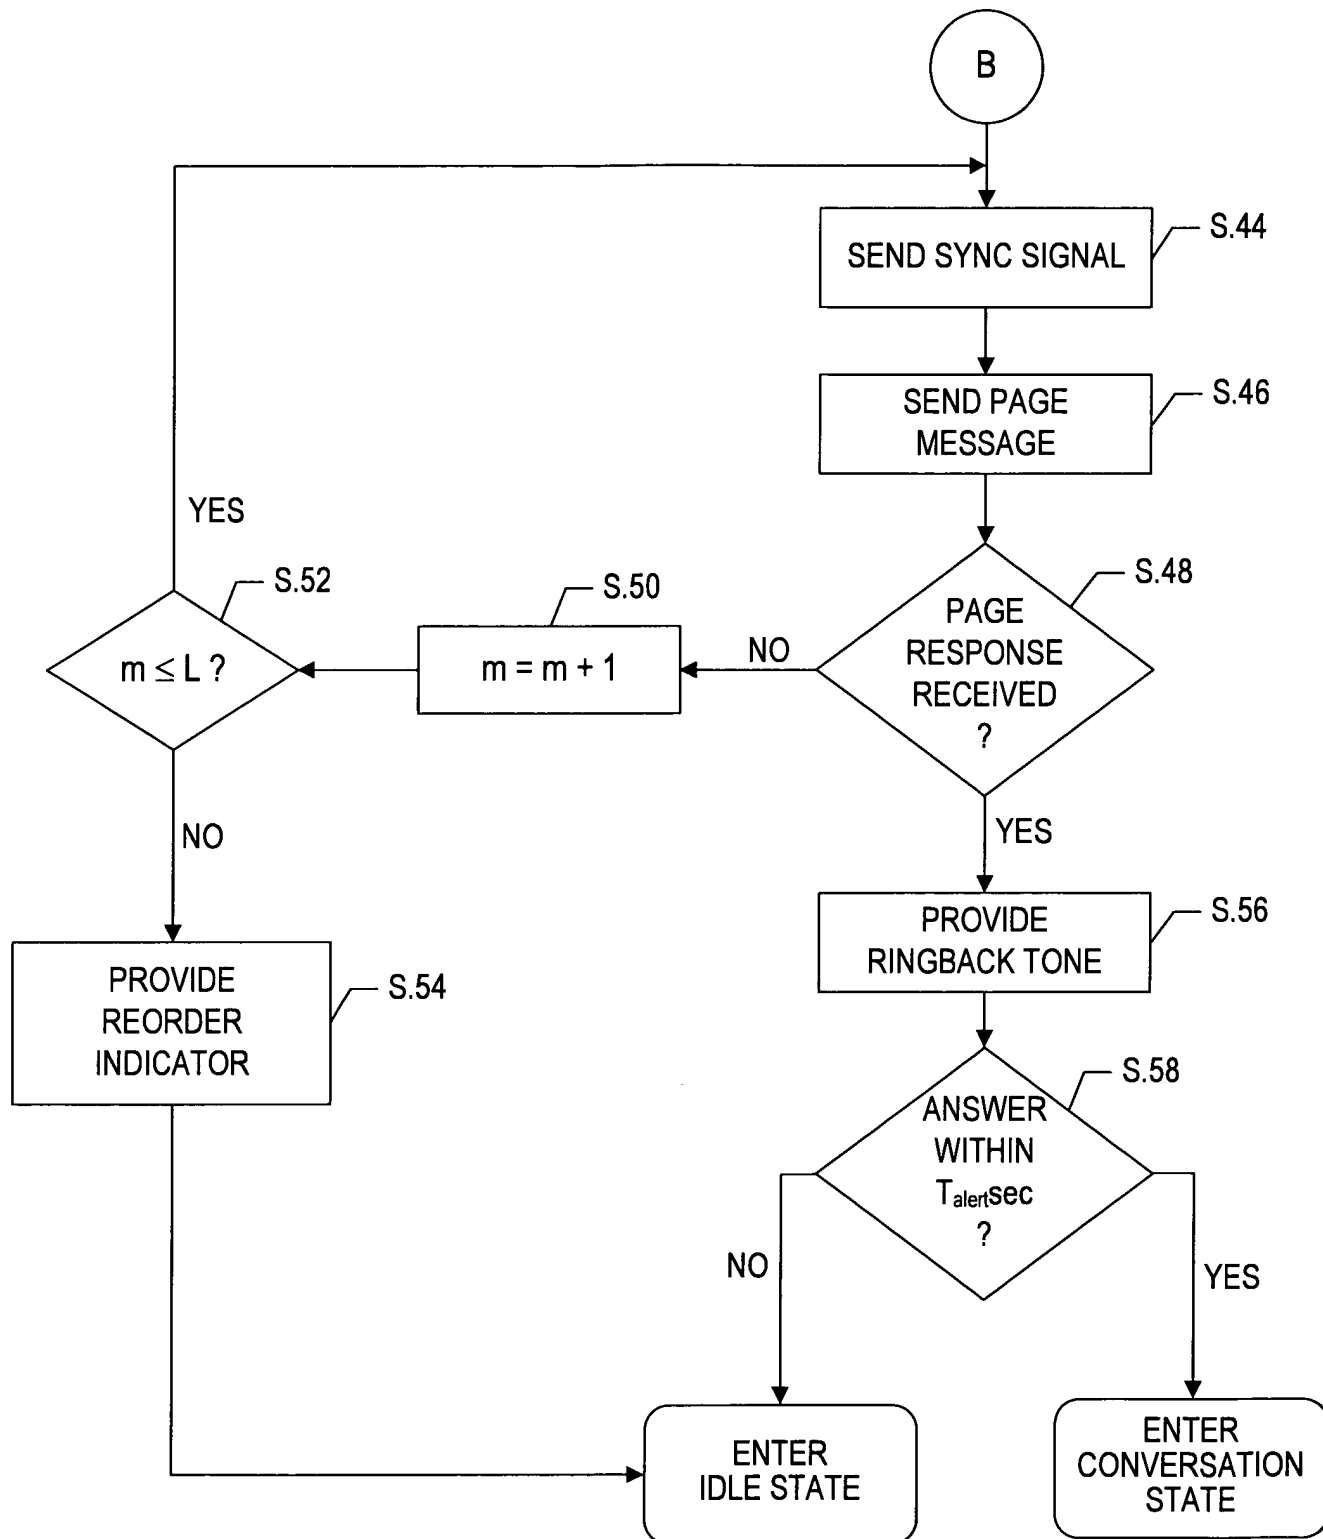 B
SEND SYNC SIGNAL
S.44
SEND PAGE
MESSAGE
S.46
YES
S.52
m ≤ L ?
S.50
m = m + 1
NO
PAGE
RESPONSE
RECEIVED
?
S.48
NO
YES
PROVIDE
REORDER
INDICATOR
S.54
PROVIDE
RINGBACK TONE
S.56
ANSWER
WITHIN
Talertsec
?
S.58
NO
YES
ENTER
IDLE STATE
ENTER
CONVERSATION
STATE